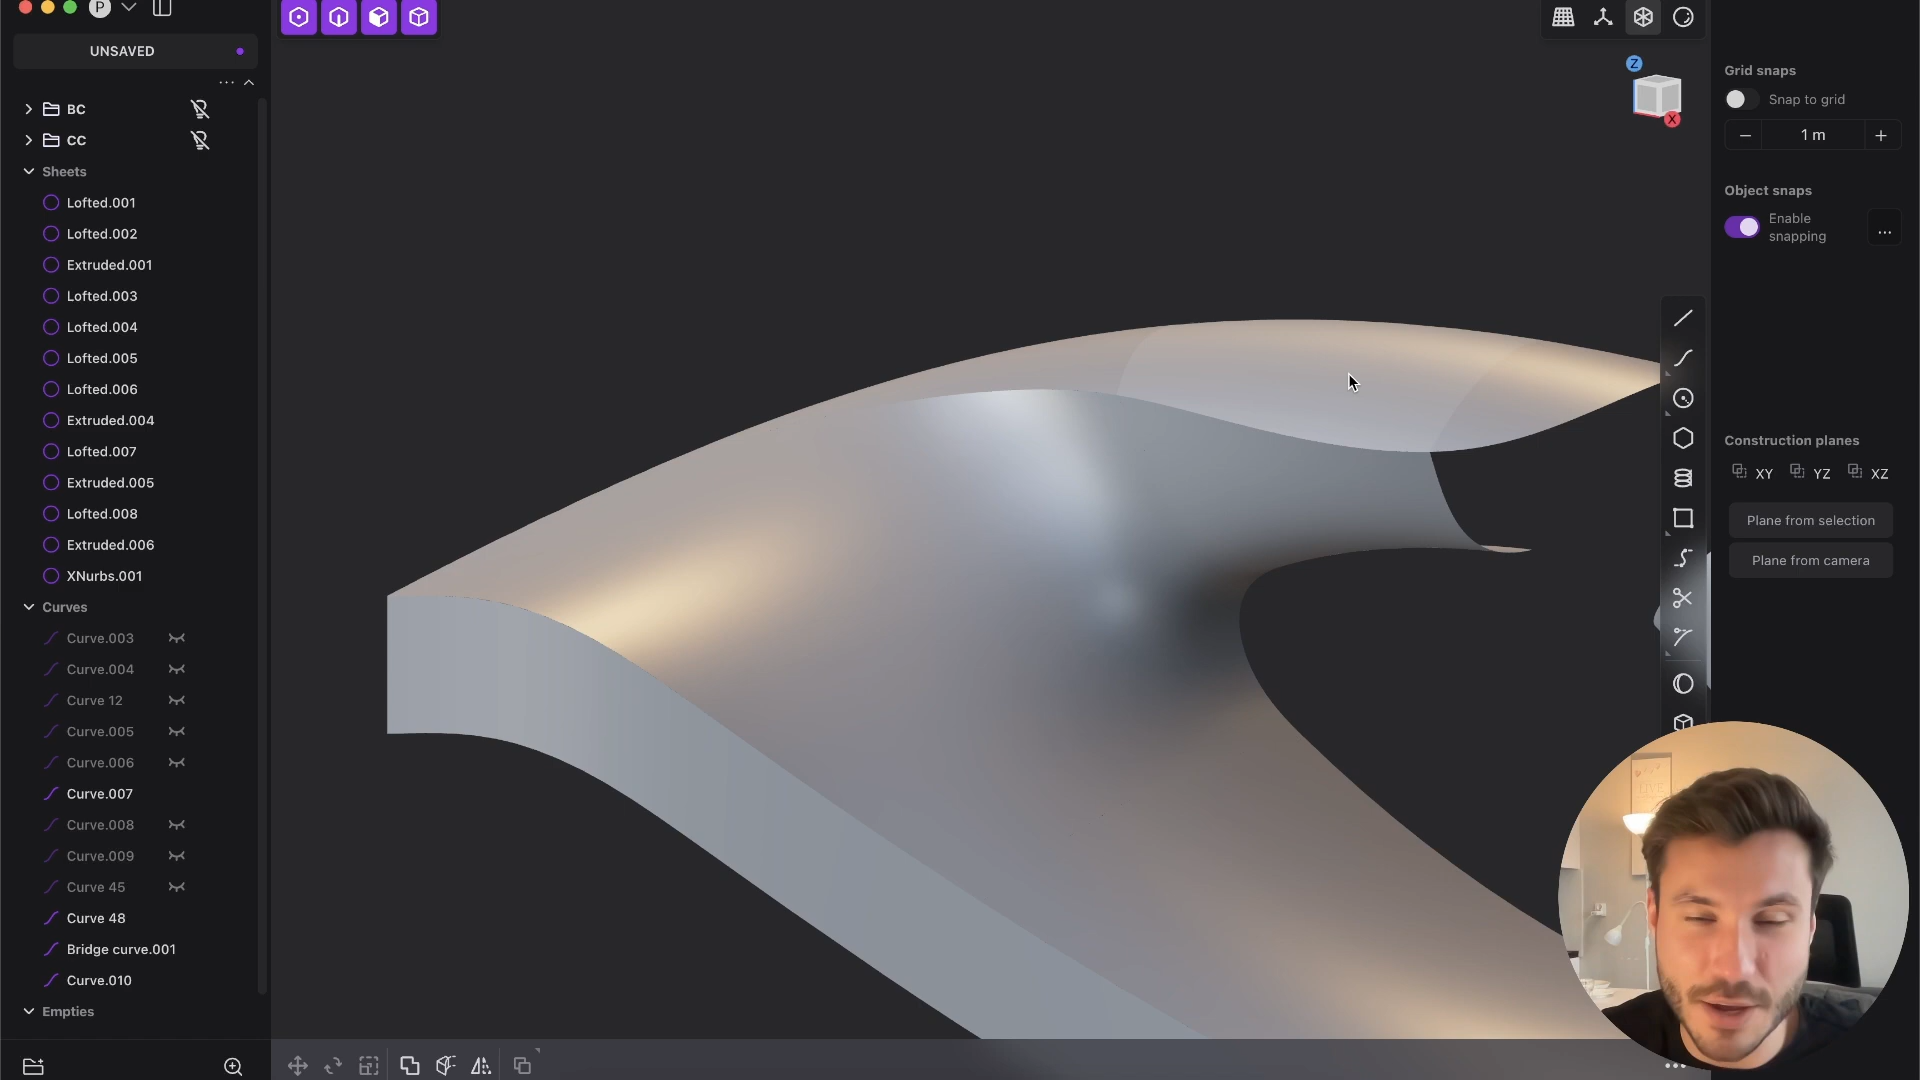 P
UNSAVED
BC
CC
Sheets
Lofted.001
Lofted.002
Extruded.001
Lofted.003
Lofted.004
Lofted.005
Lofted.006
Extruded.004
Lofted.007
Extruded.005
Lofted.008
Extruded.006
XNurbs.001
Curves
Curve.003
Curve.004
Curve 12
Curve.005
Curve.006
Curve.007
Curve.008
Curve.009
Curve 45
Curve 48
Bridge curve.001
Curve.010
Empties
Z
X
Grid snaps
Snap to grid
1 m
Object snaps
Enable
snapping
...
Construction planes
XY YZ XZ
Plane from selection
Plane from camera
LIVE